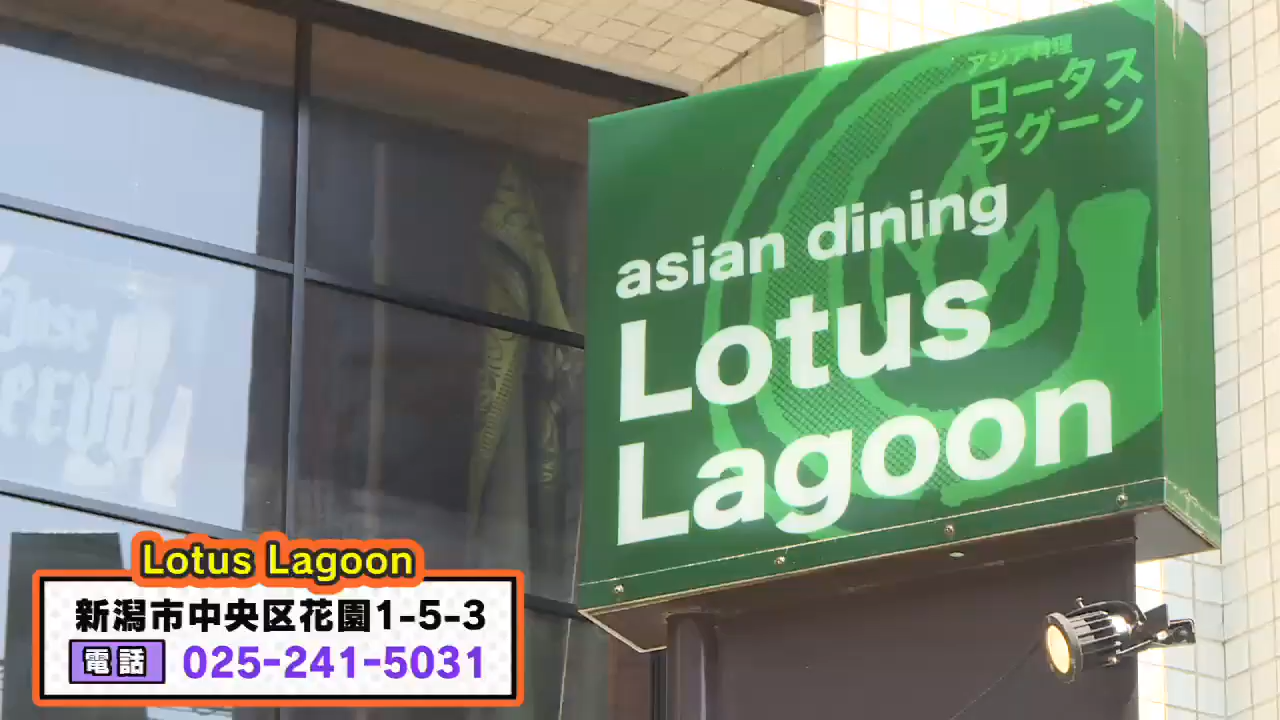 アジア料理
ロータス
ラグーン
asian dining
Lotus
Lagoon
Lotus Lagoon
新潟市中央区花園1-5-3
電話 025-241-5031